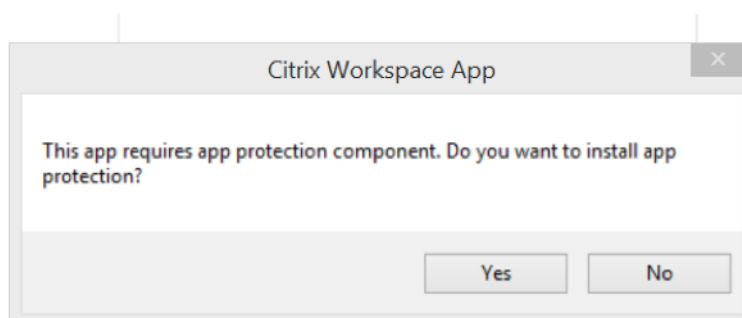 Citrix Workspace App
This app requires app protection component. Do you want to install app
protection?
Yes
No